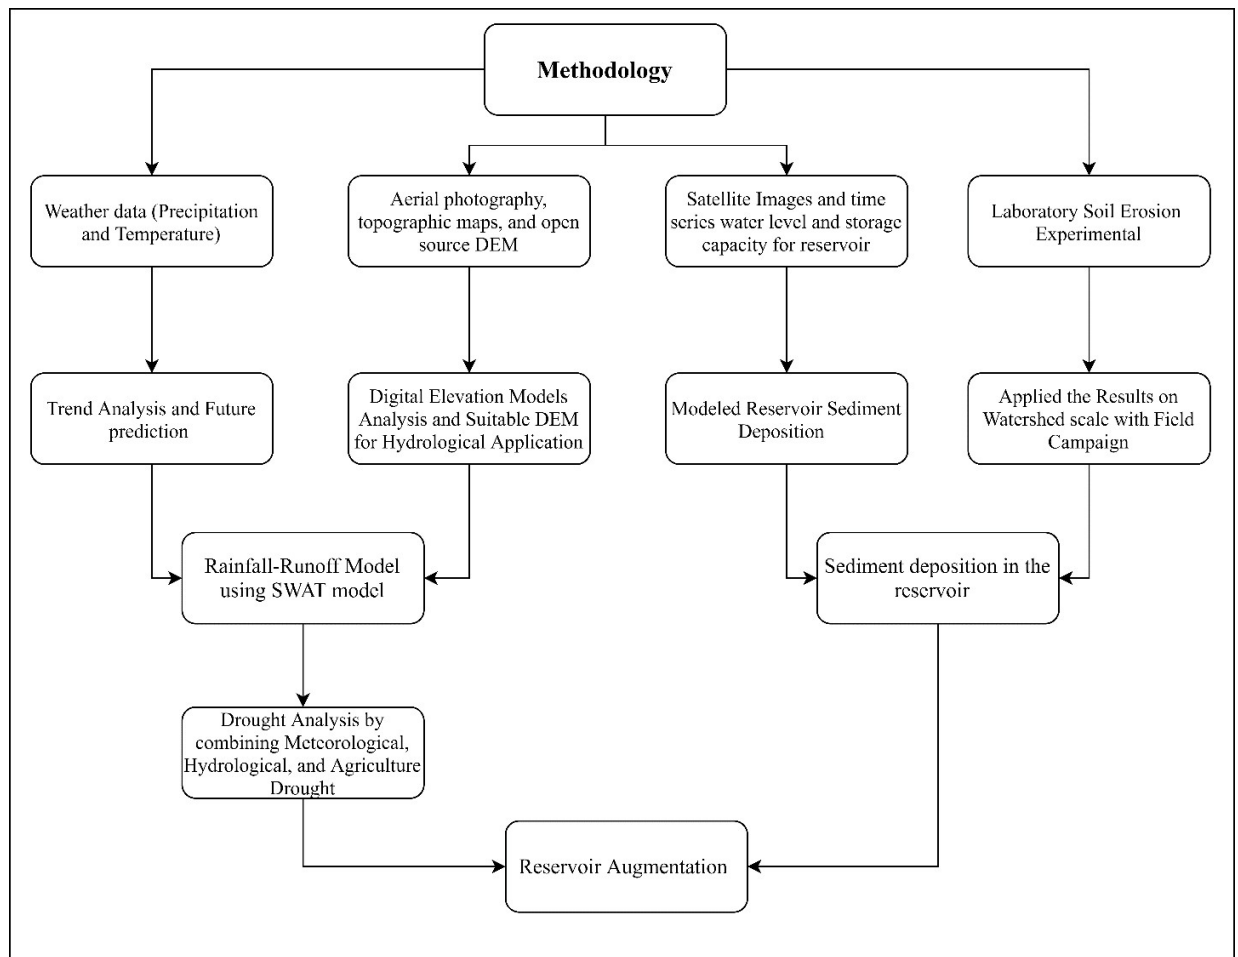 Methodology
Weather data (Precipitation
and Temperature)
Aerial photography,
topographic maps, and open
source DEM
Satellite Images and time
series water level and storage
capacity for reservoir
Laboratory Soil Erosion
Experimental
Trend Analysis and Future
prediction
Digital Elevation Models
Analysis and Suitable DEM
for Hydrological Application
Modeled Reservoir Sediment
Deposition
Applied the Results on
Watershed scale with Field
Campaign
Rainfall-Runoff Model
using SWAT model
Sediment deposition in the
reservoir
Drought Analysis by
combining Meteorological,
Hydrological, and Agriculture
Drought
Reservoir Augmentation